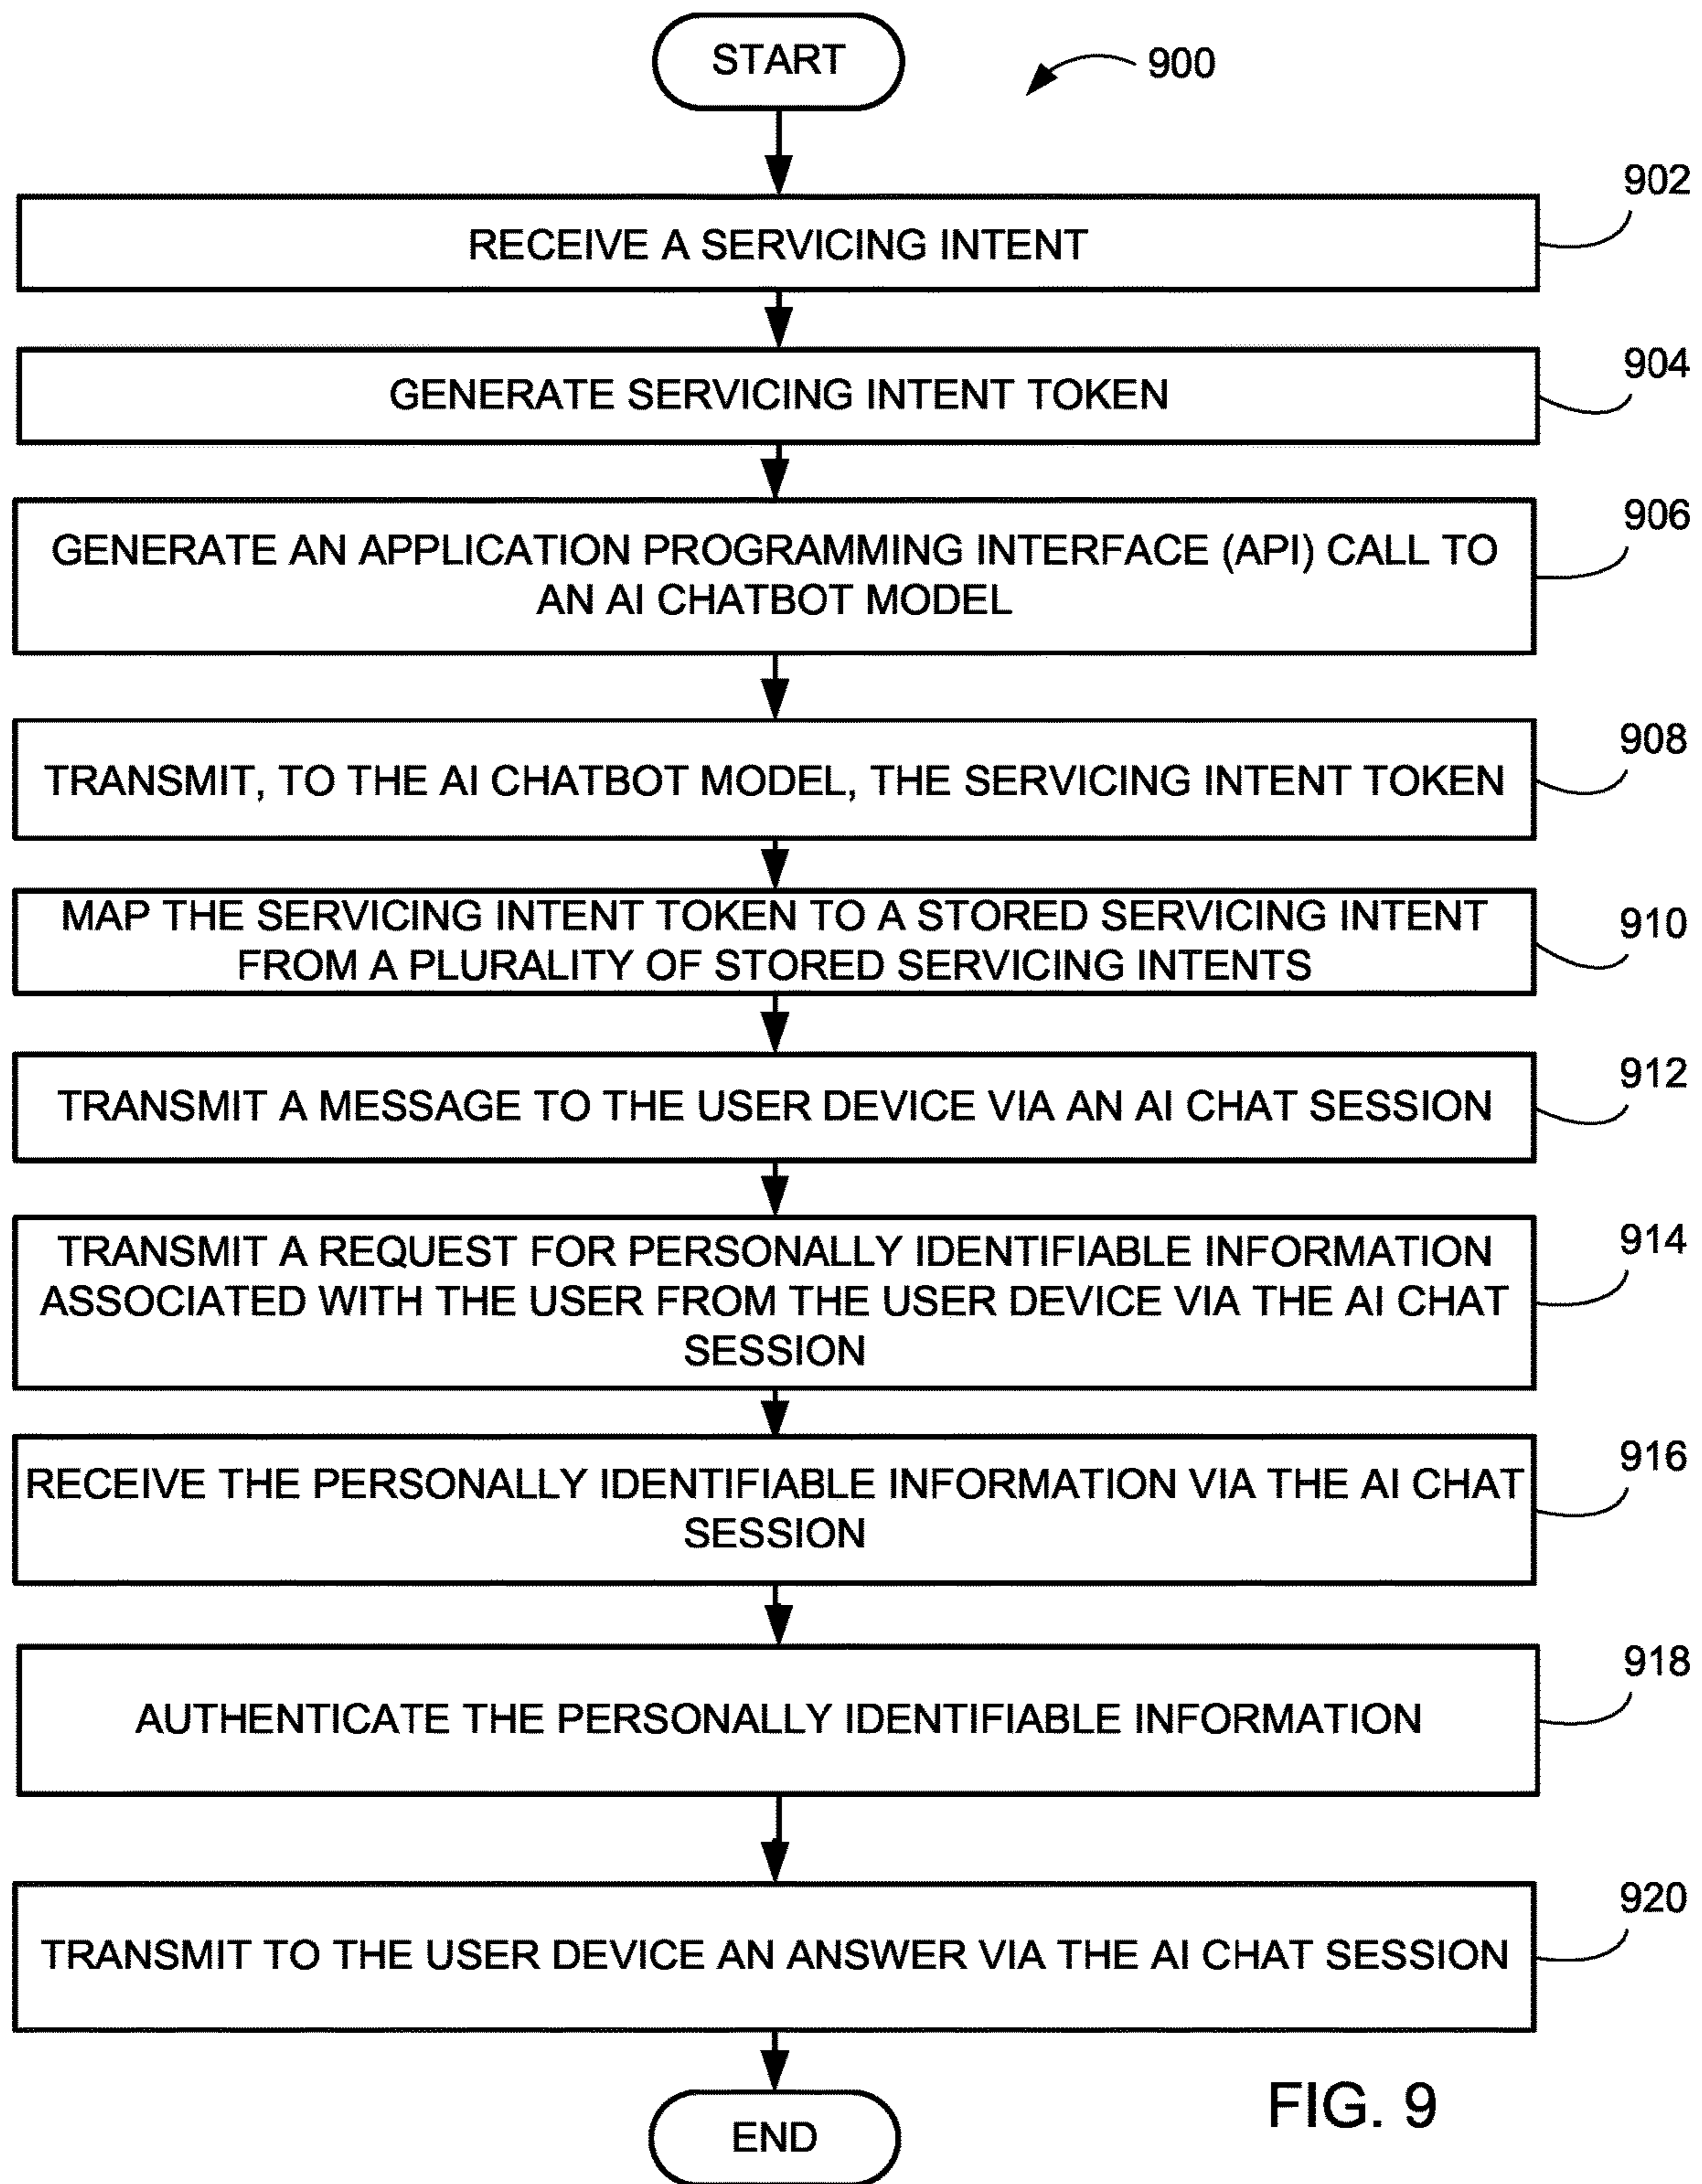 START
900
902
RECEIVE A SERVICING INTENT
904
GENERATE SERVICING INTENT TOKEN
906
GENERATE AN APPLICATION PROGRAMMING INTERFACE (API) CALL TO
AN AI CHATBOT MODEL
908
TRANSMIT, TO THE AI CHATBOT MODEL, THE SERVICING INTENT TOKEN
910
MAP THE SERVICING INTENT TOKEN TO A STORED SERVICING INTENT
FROM A PLURALITY OF STORED SERVICING INTENTS
912
TRANSMIT A MESSAGE TO THE USER DEVICE VIA AN AI CHAT SESSION
914
TRANSMIT A REQUEST FOR PERSONALLY IDENTIFIABLE INFORMATION
ASSOCIATED WITH THE USER FROM THE USER DEVICE VIA THE AI CHAT
SESSION
916
RECEIVE THE PERSONALLY IDENTIFIABLE INFORMATION VIA THE AI CHAT
SESSION
918
AUTHENTICATE THE PERSONALLY IDENTIFIABLE INFORMATION
920
TRANSMIT TO THE USER DEVICE AN ANSWER VIA THE AI CHAT SESSION
END
FIG. 9